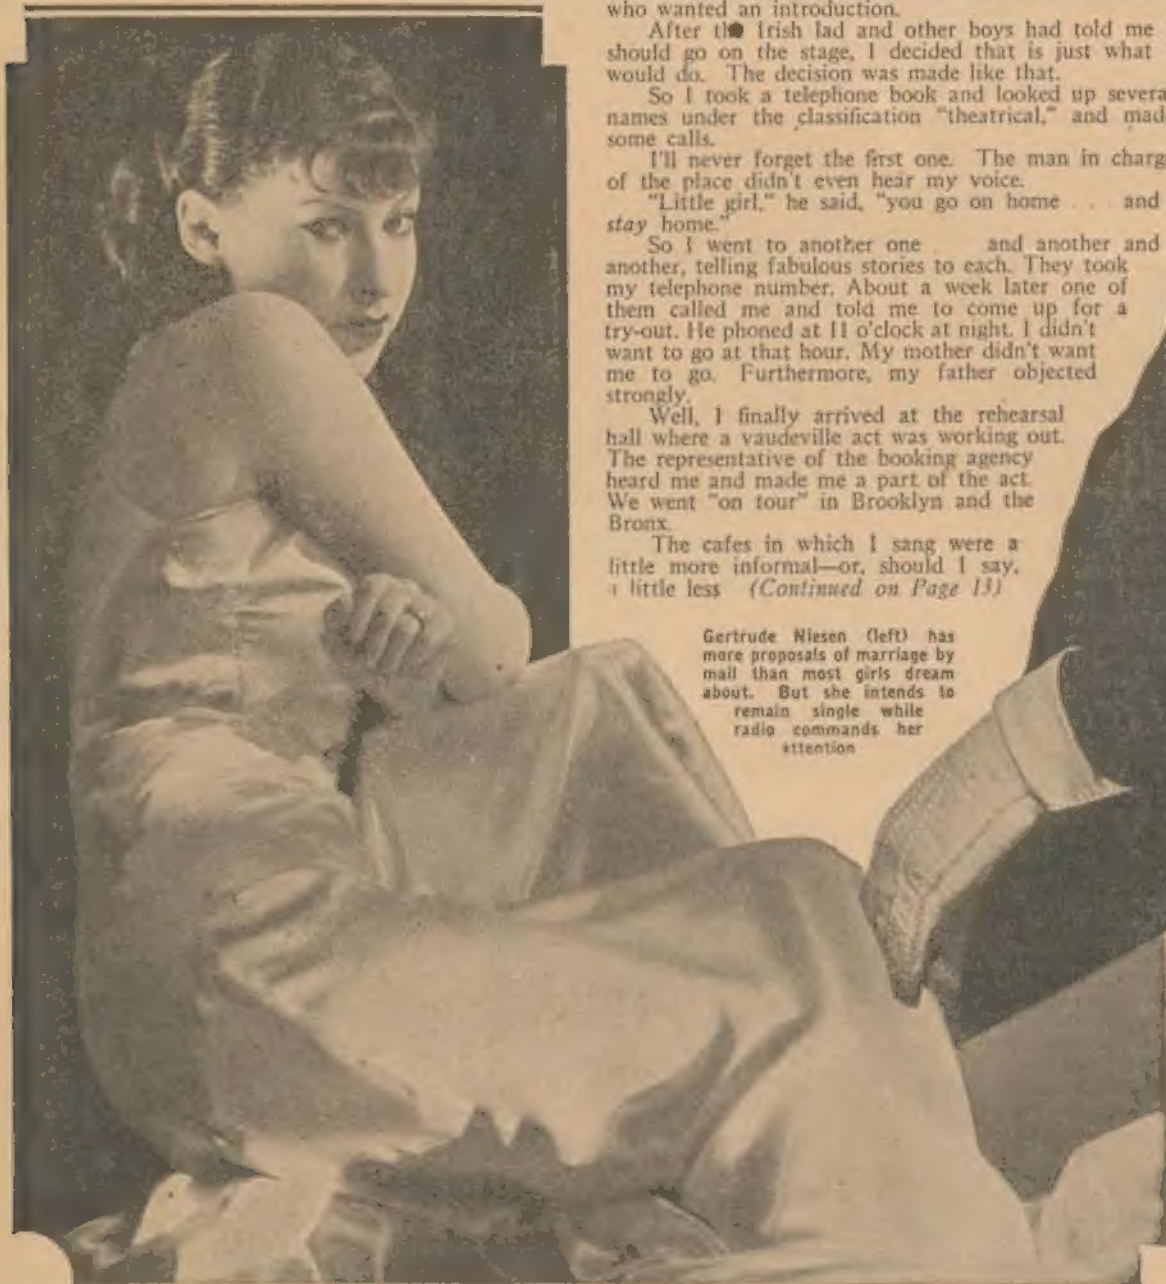 who wanted an introduction.
After the Irish lad and other boys had told me
should go on the stage, I decided that is just what
would do. The decision was made like that.
So I took a telephone book and looked up severa
names under the classification "theatrical," and mad
some calls.
I'll never forget the first one. The man in charg
of the place didn't even hear my voice.
"Little girl," he said, "you go on home . . and
stay home."
So I went to another one and another and
another, telling fabulous stories to each. They took
my telephone number. About a week later one of
them called me and told me to come up for a
try-out. He phoned at 11 o'clock at night. I didn't
want to go at that hour. My mother didn't want
me to go. Furthermore, my father objected
strongly.
Well, I finally arrived at the rehearsal
hall where a vaudeville act was working out.
The representative of the booking agency
heard me and made me a part of the act.
We went "on tour" in Brooklyn and the
Bronx.
The cafes in which I sang were a
little more informal—or, should I say,
a little less (Continued on Page 13)
Gertrude Niesen (left) has
more proposals of marriage by
mail than most girls dream
about. But she intends to
remain single while
radio commands her
attention